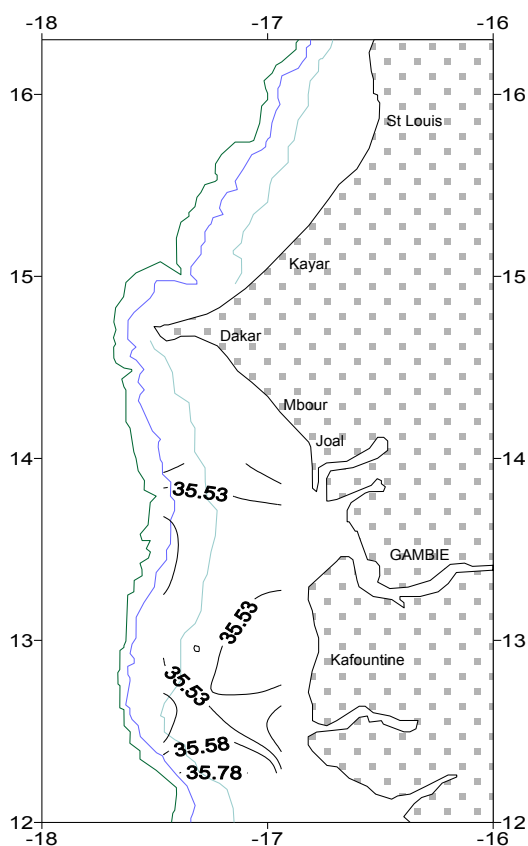 -18 -17 -16
16 16
St Louis
15 15
Kayar
Dakar
Mbour
Joal
14 14
35.53
GAMBIE
35.53
13 13
Kafountine
35.53
35.58
35.78
12 12
-18 -17 -16